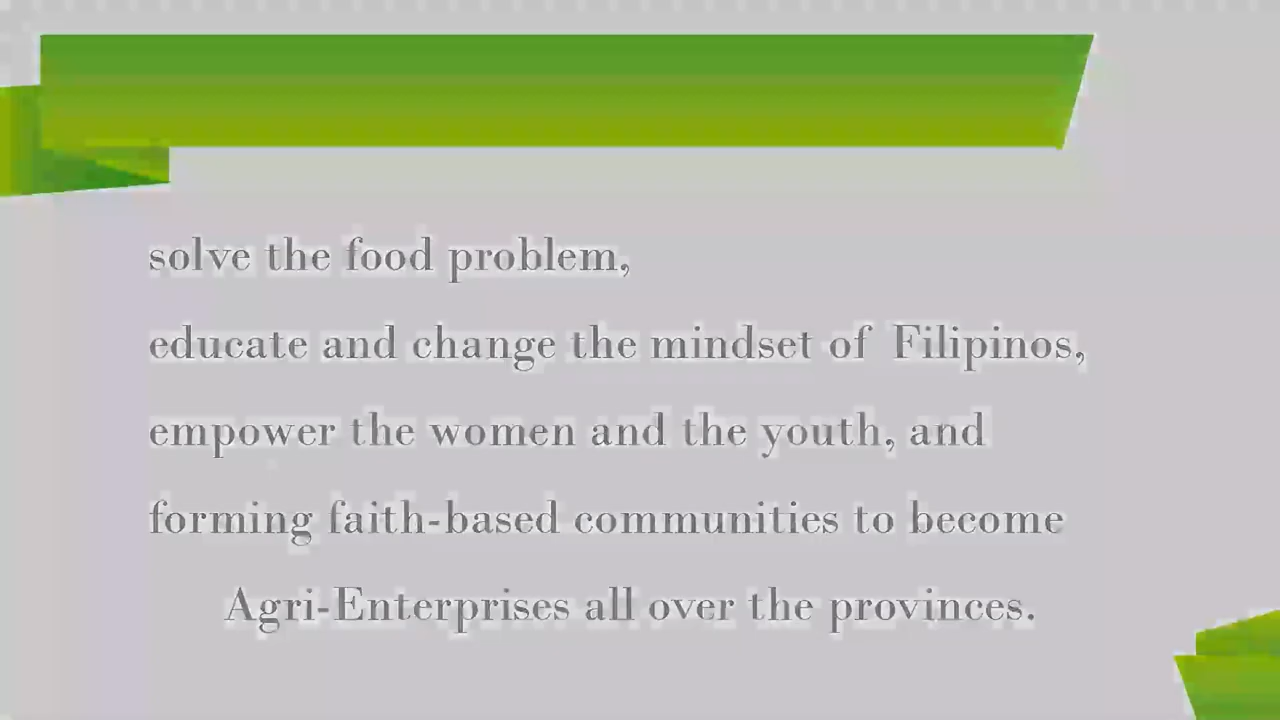 solve the food problem,
educate and change the mindset of Filipinos,
empower the women and the youth, and
forming faith-based communities to become
Agri-Enterprises all over the provinces.